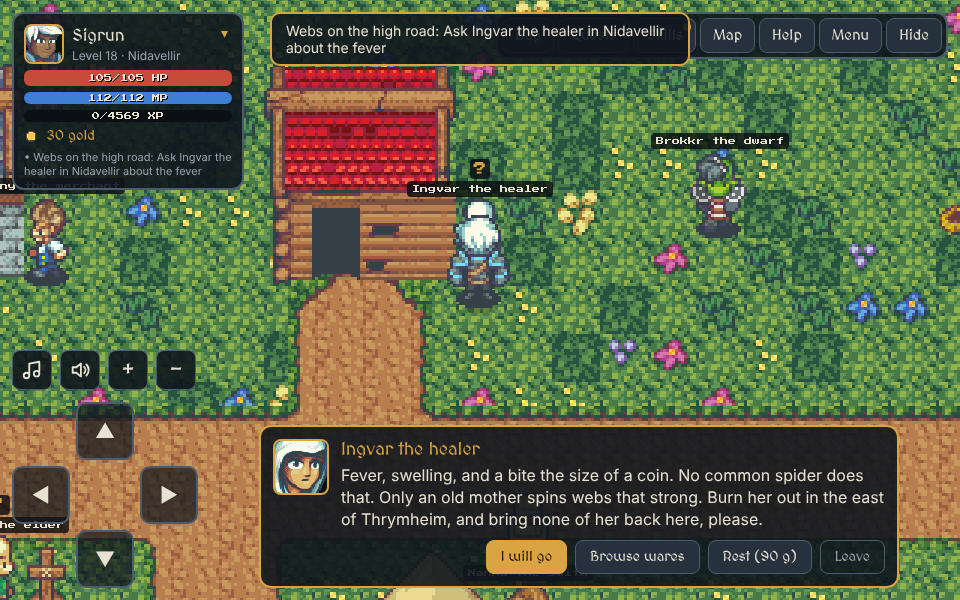 Sigrun
Level 18 · Nidavellir
105/105 HP
112/112 MP
0/4569 XP
30 gold
• Webs on the high road: Ask Ingvar the
healer in Nidavellir about the fever
Webs on the high road: Ask Ingvar the healer in Nidavellir
about the fever
Map
Help
Menu
Hide
Brokkr the dwarf
?
Ingvar the healer
the merchant
+
−
he elder
Ingvar the healer
Fever, swelling, and a bite the size of a coin. No common spider does
that. Only an old mother spins webs that strong. Burn her out in the east
of Thrymheim, and bring none of her back here, please.
I will go
Browse wares
Rest (90 g)
Leave